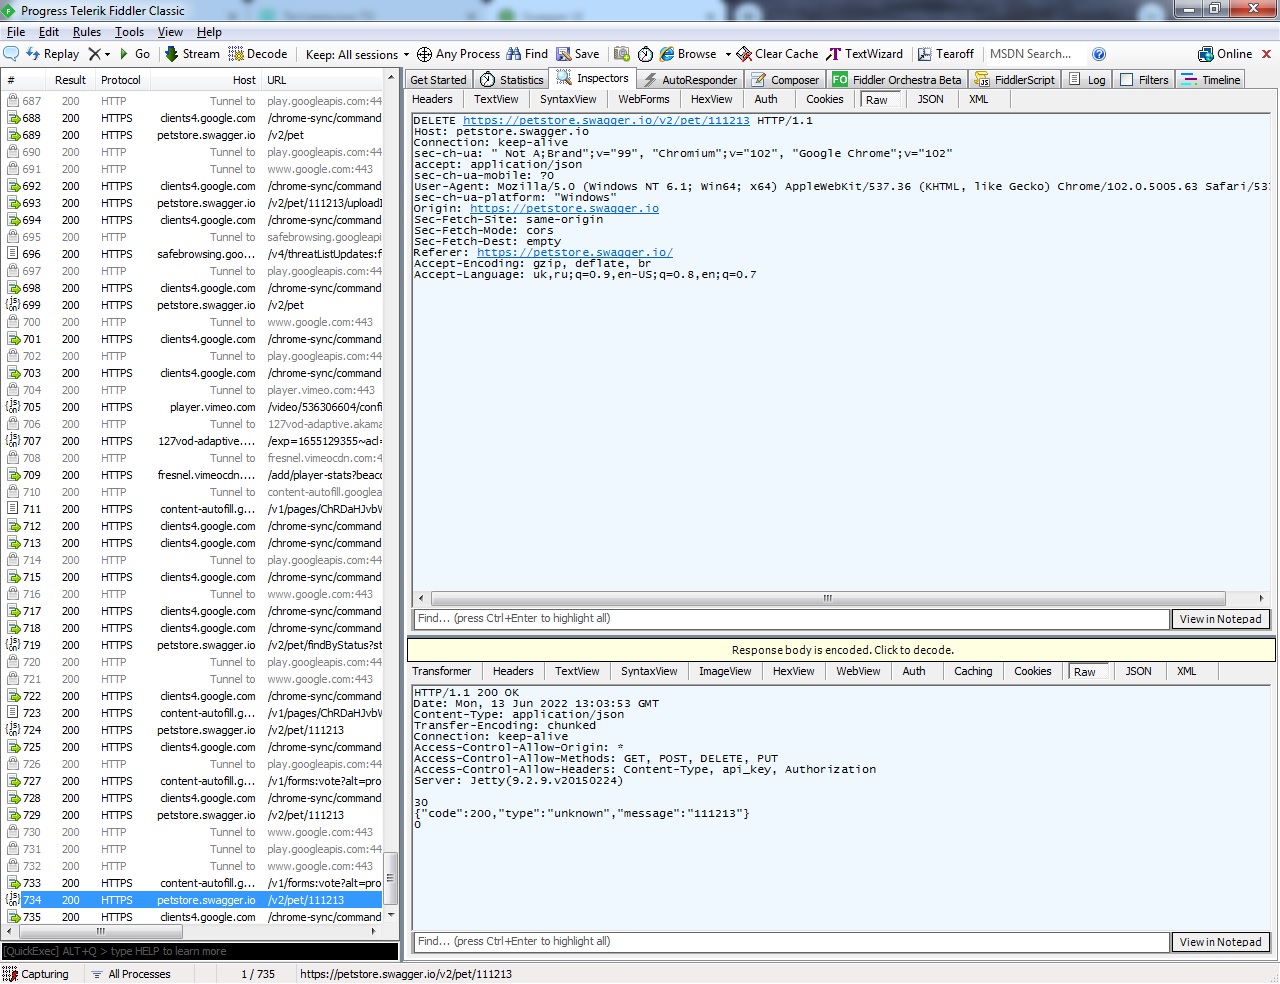 Progress Telerik Fiddler Classic
File Edit Rules Tools View Help
Replay Go Stream Decode Keep: All sessions Any Process Find Save Browse Clear Cache TextWizard Tearoff MSDN Search... Online
# Result Protocol Host URL
687 200 HTTP Tunnel to play.googleapis.com:44
688 200 HTTPS clients4.google.com /chrome-sync/command
689 200 HTTPS petstore.swagger.io /v2/pet
690 200 HTTP Tunnel to play.googleapis.com:44
691 200 HTTP Tunnel to www.google.com:443
692 200 HTTPS clients4.google.com /chrome-sync/command
693 200 HTTPS petstore.swagger.io /v2/pet/111213/uploadI
694 200 HTTPS clients4.google.com /chrome-sync/command
695 200 HTTP Tunnel to safebrowsing.googleapi
696 200 HTTPS safebrowsing.goo... /v4/threatListUpdates:f
697 200 HTTP Tunnel to play.googleapis.com:44
698 200 HTTPS clients4.google.com /chrome-sync/command
699 200 HTTPS petstore.swagger.io /v2/pet
700 200 HTTP Tunnel to www.google.com:443
701 200 HTTPS clients4.google.com /chrome-sync/command
702 200 HTTP Tunnel to play.googleapis.com:44
703 200 HTTPS clients4.google.com /chrome-sync/command
704 200 HTTP Tunnel to player.vimeo.com:443
705 200 HTTPS player.vimeo.com /video/536306604/confi
706 200 HTTP Tunnel to 127vod-adaptive.akama
707 200 HTTPS 127vod-adaptive.... /exp=1655129355~acl=
708 200 HTTP Tunnel to fresnel.vimeocdn.com:
709 200 HTTPS fresnel.vimeocdn.... /add/player-stats?beaco
710 200 HTTP Tunnel to content-autofill.googlea
711 200 HTTPS content-autofill.g... /v1/pages/ChRDaHJvbW
712 200 HTTPS clients4.google.com /chrome-sync/command
713 200 HTTPS clients4.google.com /chrome-sync/command
714 200 HTTP Tunnel to play.googleapis.com:44
715 200 HTTPS clients4.google.com /chrome-sync/command
716 200 HTTP Tunnel to www.google.com:443
717 200 HTTPS clients4.google.com /chrome-sync/command
718 200 HTTPS clients4.google.com /chrome-sync/command
719 200 HTTPS petstore.swagger.io /v2/pet/findByStatus?st
720 200 HTTP Tunnel to play.googleapis.com:44
721 200 HTTP Tunnel to www.google.com:443
722 200 HTTPS clients4.google.com /chrome-sync/command
723 200 HTTPS content-autofill.g... /v1/pages/ChRDaHJvbW
724 200 HTTPS petstore.swagger.io /v2/pet/111213
725 200 HTTPS clients4.google.com /chrome-sync/command
726 200 HTTP Tunnel to play.googleapis.com:44
727 200 HTTPS content-autofill.g... /v1/forms:vote?alt=pro
728 200 HTTPS clients4.google.com /chrome-sync/command
729 200 HTTPS petstore.swagger.io /v2/pet/111213
730 200 HTTP Tunnel to www.google.com:443
731 200 HTTP Tunnel to play.googleapis.com:44
732 200 HTTP Tunnel to www.google.com:443
733 200 HTTPS content-autofill.g... /v1/forms:vote?alt=pro
734 200 HTTPS petstore.swagger.io /v2/pet/111213
735 200 HTTPS clients4.google.com /chrome-sync/command
[QuickExec] ALT+Q > type HELP to learn more
Get Started Statistics Inspectors AutoResponder Composer FO Fiddler Orchestra Beta FiddlerScript Log Filters Timeline
Headers TextView SyntaxView WebForms HexView Auth Cookies Raw JSON XML
DELETE https://petstore.swagger.io/v2/pet/111213 HTTP/1.1
Host: petstore.swagger.io
Connection: keep-alive
sec-ch-ua: " Not A;Brand";v="99", "Chromium";v="102", "Google Chrome";v="102"
accept: application/json
sec-ch-ua-mobile: ?0
User-Agent: Mozilla/5.0 (Windows NT 6.1; Win64; x64) AppleWebKit/537.36 (KHTML, like Gecko) Chrome/102.0.5005.63 Safari/53
sec-ch-ua-platform: "Windows"
Origin: https://petstore.swagger.io
Sec-Fetch-Site: same-origin
Sec-Fetch-Mode: cors
Sec-Fetch-Dest: empty
Referer: https://petstore.swagger.io/
Accept-Encoding: gzip, deflate, br
Accept-Language: uk,ru;q=0.9,en-US;q=0.8,en;q=0.7
Find... (press Ctrl+Enter to highlight all) View in Notepad
Response body is encoded. Click to decode.
Transformer Headers TextView SyntaxView ImageView HexView WebView Auth Caching Cookies Raw JSON XML
HTTP/1.1 200 OK
Date: Mon, 13 Jun 2022 13:03:53 GMT
Content-Type: application/json
Transfer-Encoding: chunked
Connection: keep-alive
Access-Control-Allow-Origin: *
Access-Control-Allow-Methods: GET, POST, DELETE, PUT
Access-Control-Allow-Headers: Content-Type, api_key, Authorization
Server: Jetty(9.2.9.v20150224)
30
{"code":200,"type":"unknown","message":"111213"}
0
Find... (press Ctrl+Enter to highlight all) View in Notepad
Capturing All Processes 1 / 735 https://petstore.swagger.io/v2/pet/111213